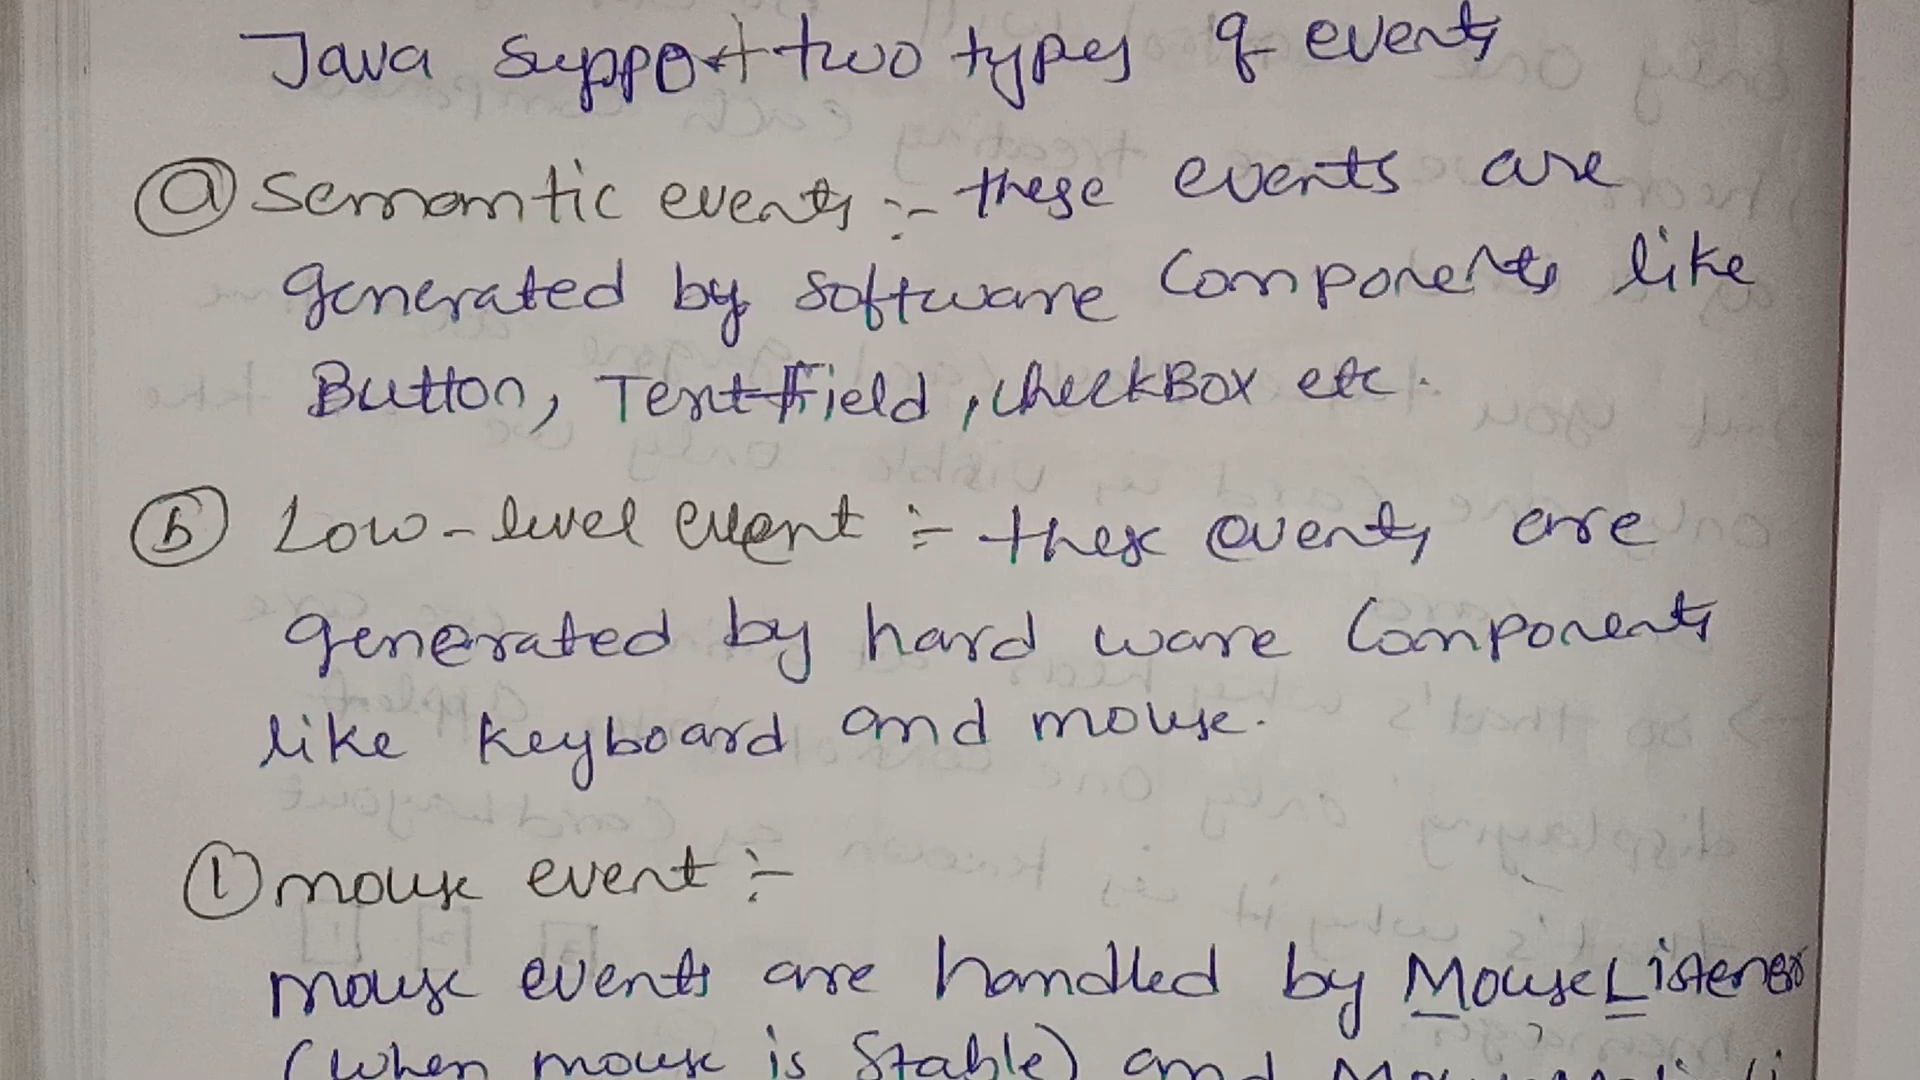 Java support two types of events
(a) Semantic events :- these events are
generated by software Components like
Button, TextField, CheckBox etc.
(b) Low-level event :- these events are
generated by hard ware Components
like keyboard and mouse.
(1) mouse event :-
mouse events are handled by MouseListener
(when mouse is Stable) and